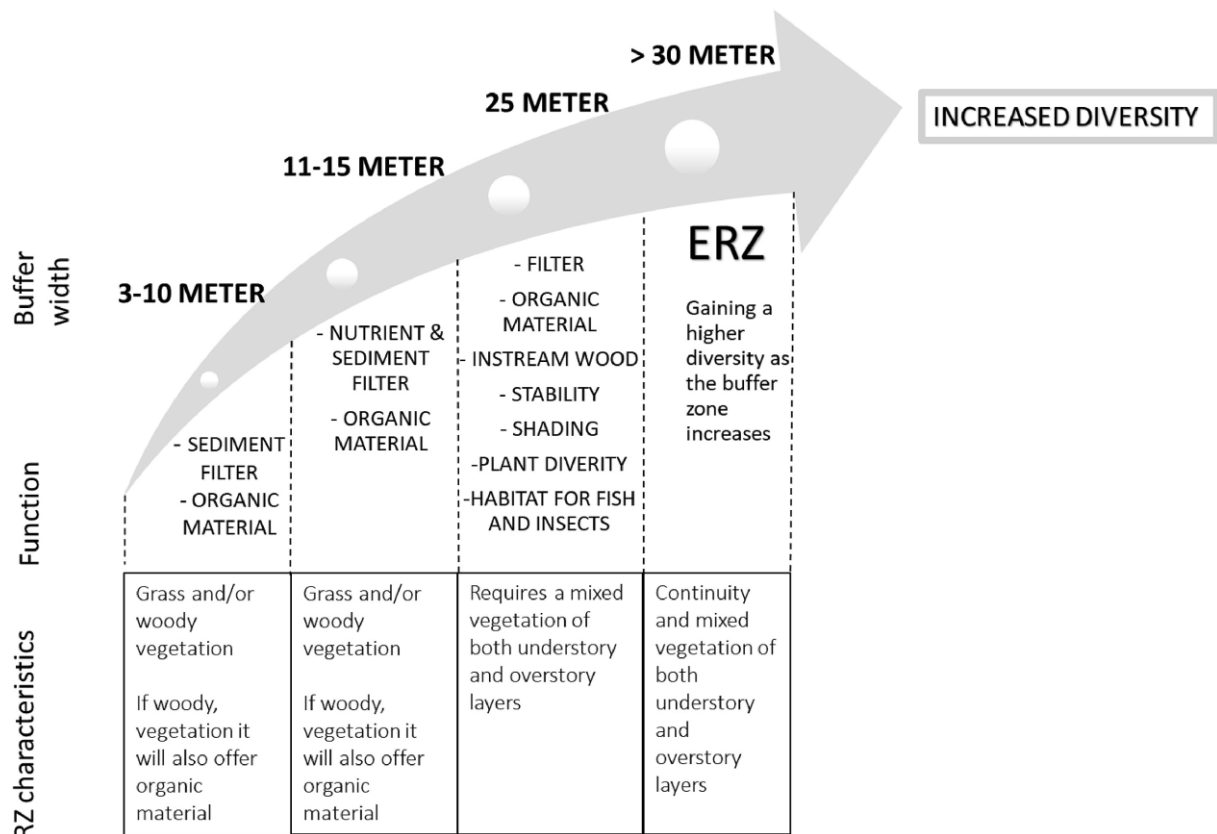 > 30 METER
25 METER
INCREASED DIVERSITY
11-15 METER
3-10 METER
Buffer
width
Function
RZ characteristics
- SEDIMENT
FILTER
- ORGANIC
MATERIAL
- NUTRIENT &
SEDIMENT
FILTER
- ORGANIC
MATERIAL
- FILTER
- ORGANIC
MATERIAL
- INSTREAM WOOD
- STABILITY
- SHADING
-PLANT DIVERITY
-HABITAT FOR FISH
AND INSECTS
ERZ
Gaining a
higher
diversity as
the buffer
zone
increases
Grass and/or
woody
vegetation
If woody,
vegetation it
will also offer
organic
material
Grass and/or
woody
vegetation
If woody,
vegetation it
will also offer
organic
material
Requires a mixed
vegetation of
both understory
and overstory
layers
Continuity
and mixed
vegetation of
both
understory
and
overstory
layers